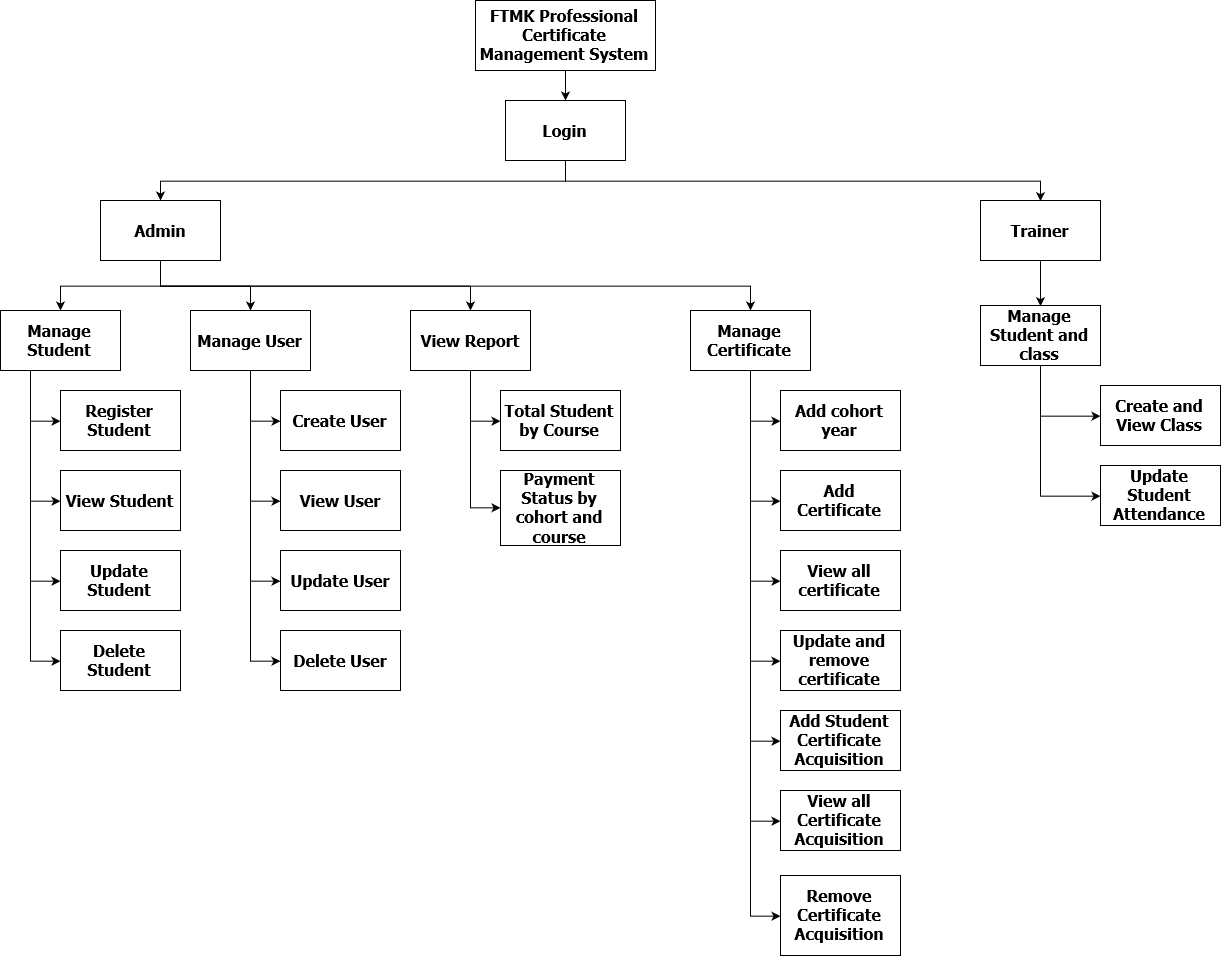 FTMK Professional
Certificate
Management System
Login
Admin
Trainer
Manage
Student
Manage User
View Report
Manage
Certificate
Manage
Student and
class
Register
Student
View Student
Update
Student
Delete
Student
Create User
View User
Update User
Delete User
Total Student
by Course
Payment
Status by
cohort and
course
Add cohort
year
Add
Certificate
View all
certificate
Update and
remove
certificate
Add Student
Certificate
Acquisition
View all
Certificate
Acquisition
Remove
Certificate
Acquisition
Create and
View Class
Update
Student
Attendance